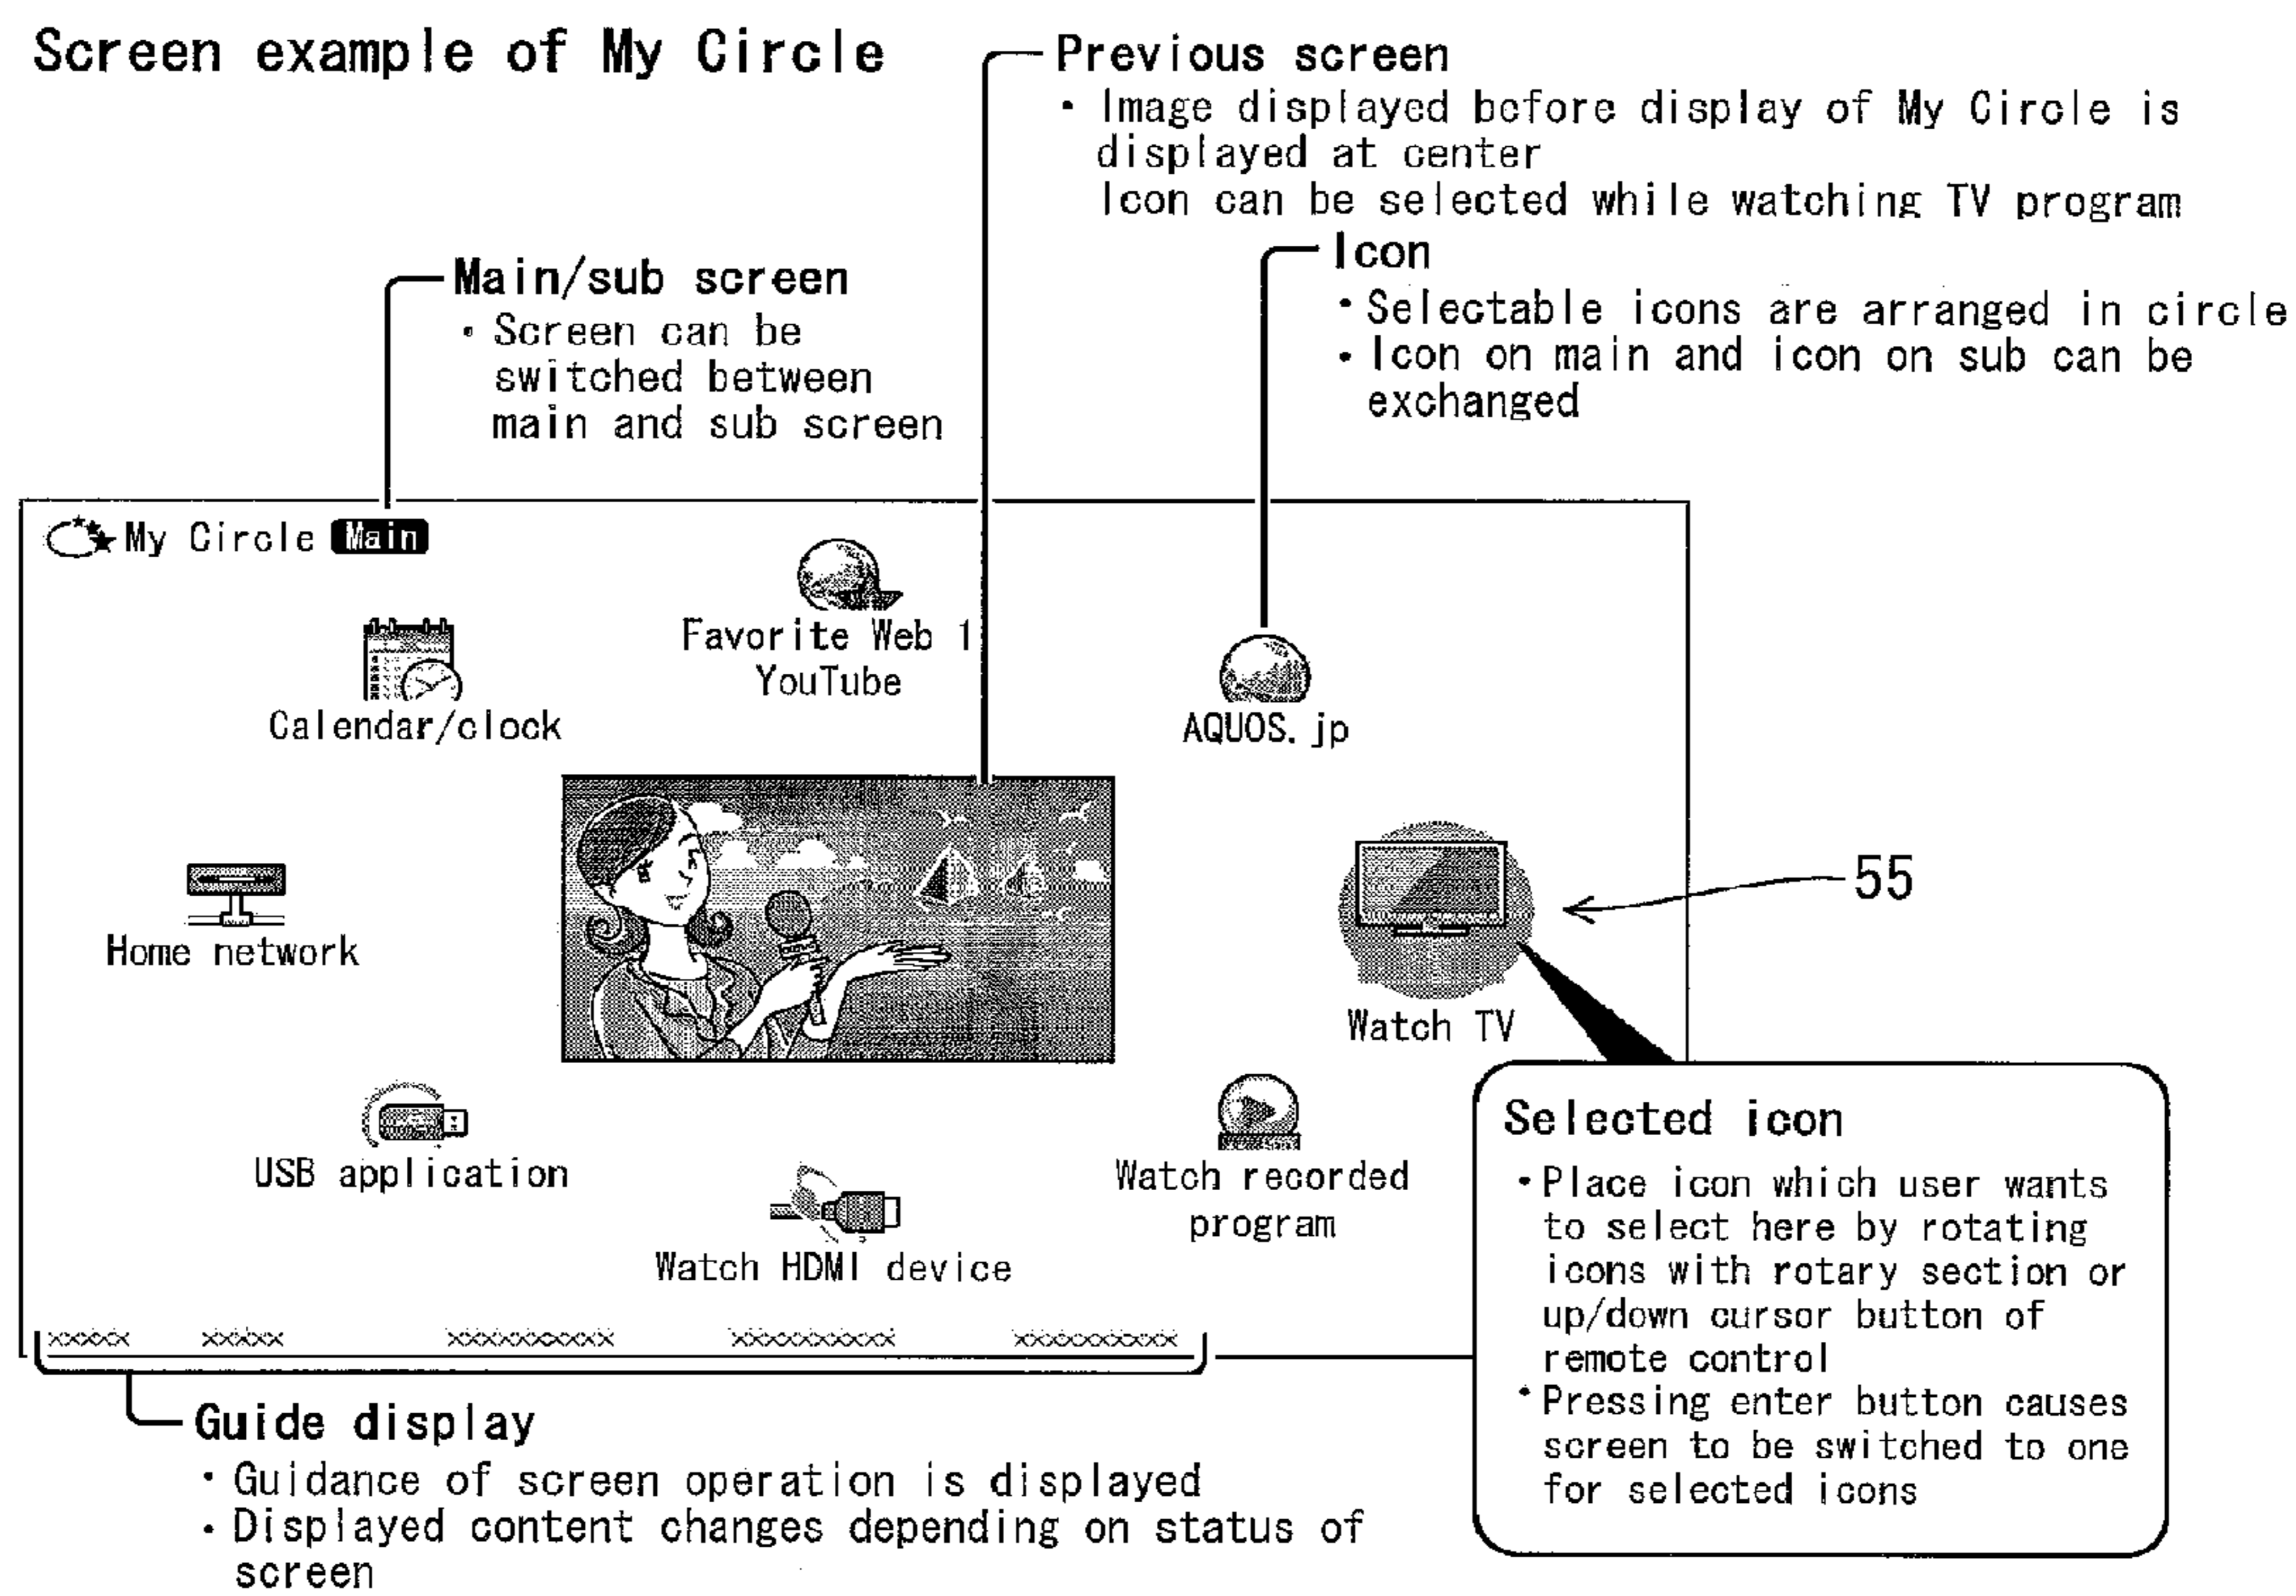 Screen example of My Circle
Previous screen
・Image displayed before display of My Circle is
displayed at center
Icon can be selected while watching TV program
Icon
・Selectable icons are arranged in circle
・Icon on main and icon on sub can be
exchanged
Main/sub screen
・Screen can be
switched between
main and sub screen
My Circle Main
Favorite Web 1
YouTube
Calendar/clock
AQUOS.jp
Home network
55
Watch TV
USB application
Watch recorded
program
Watch HDMI device
Selected icon
・Place icon which user wants
to select here by rotating
icons with rotary section or
up/down cursor button of
remote control
・Pressing enter button causes
screen to be switched to one
for selected icons
xxxxx xxxxx xxxxxxxxxx xxxxxxxxxx xxxxxxxxxx
Guide display
・Guidance of screen operation is displayed
・Displayed content changes depending on status of
screen